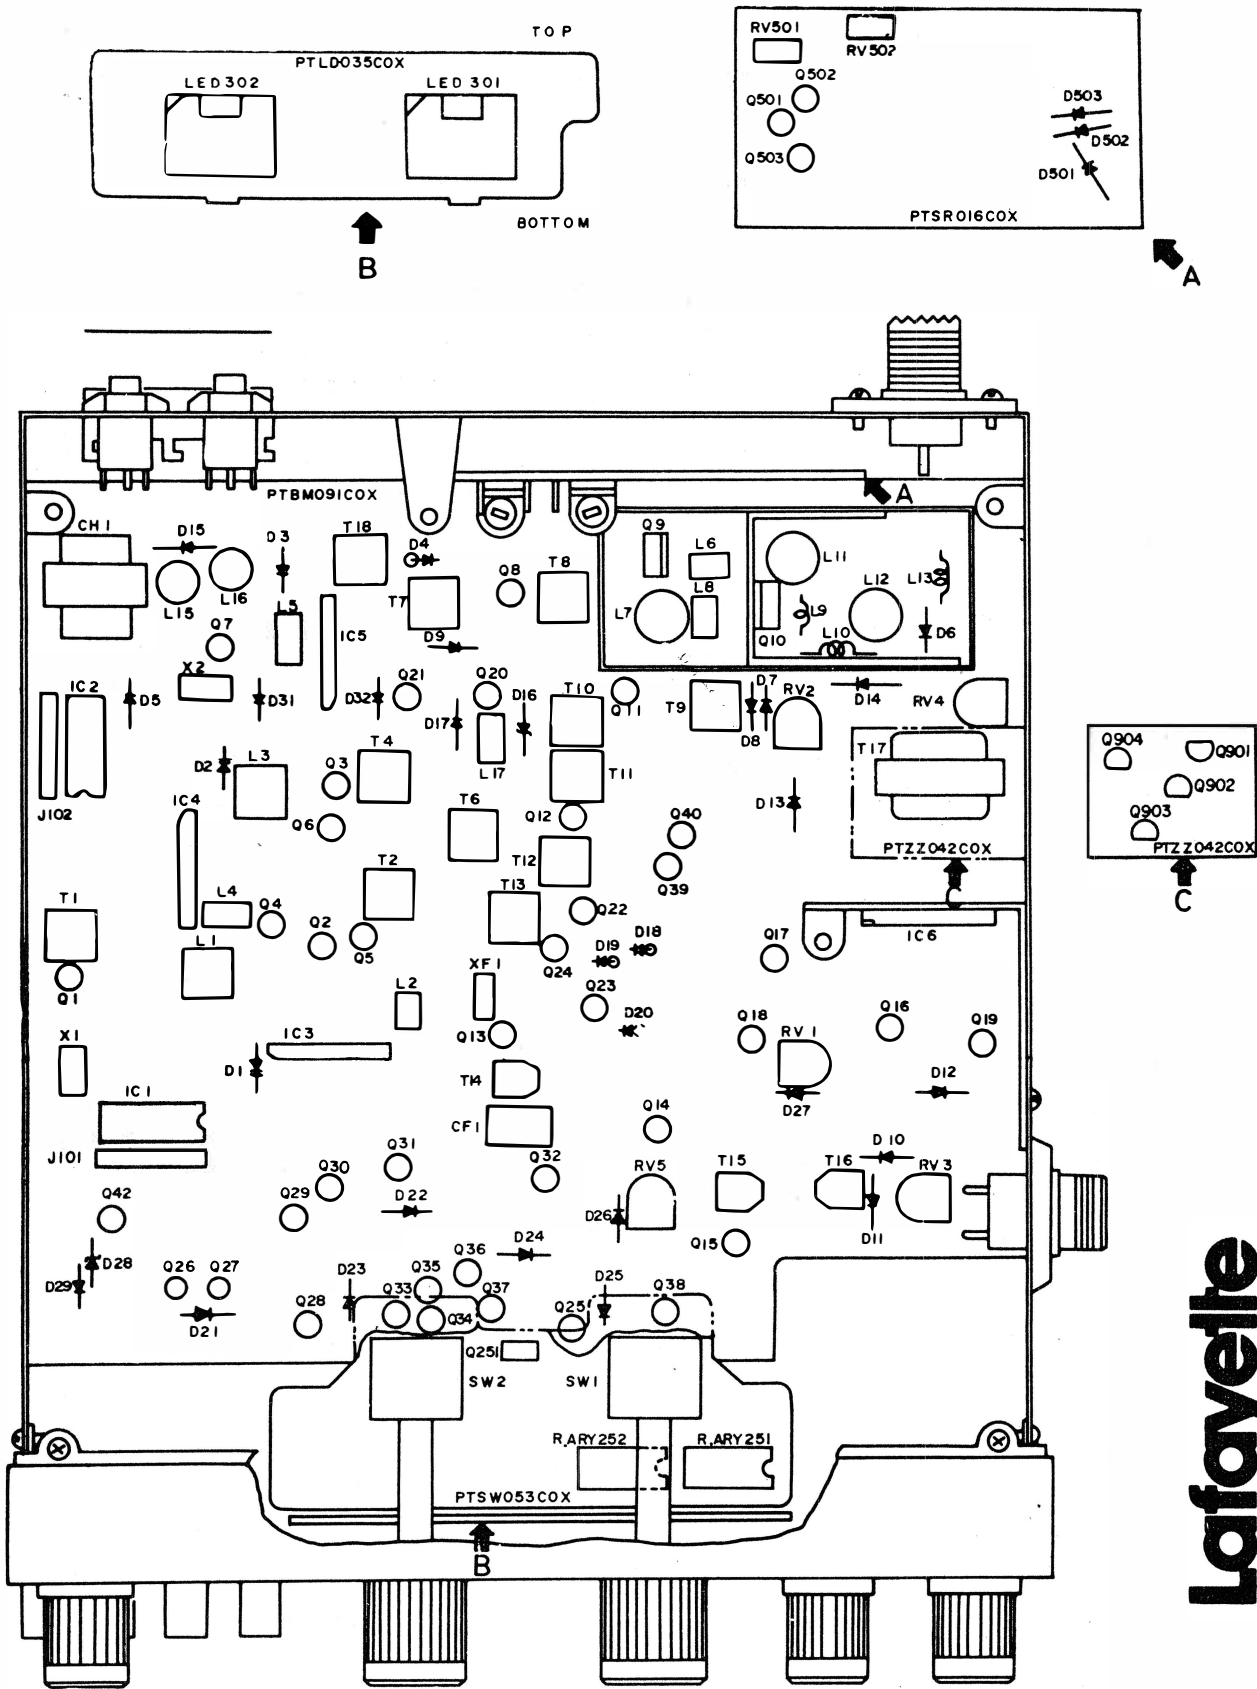 TOP
PTLD035COX
LED302
LED301
BOTTOM
B
RV501
RV502
Q502
Q501
Q503
D503
D502
D501
PTSR016COX
A
PTBM091COX
A
CH1
D15
D3
T18
D4
Q8
T8
Q9
L6
L11
L13
L15
L16
L5
IC5
T7
L7
L8
L9
L12
Q7
D9
Q10
L10
D6
X2
IC2
D5
D31
D32
Q21
Q20
D16
T10
Q11
T9
D7
RV2
D14
RV4
D17
D8
T17
D2
L3
Q3
T4
L17
T11
J102
IC4
Q6
T6
Q12
Q40
D13
PTZZ042COX
C
Q904
Q901
Q902
Q903
PTZZ042COX
C
T2
T12
T13
Q39
T1
L4
Q4
Q2
Q5
Q22
IC6
L1
Q24
D19
D18
Q17
Q1
L2
XF1
Q23
D20
Q18
RV1
Q16
Q19
X1
IC3
Q13
D1
T14
D27
D12
IC1
CF1
Q14
J101
Q31
Q32
D10
Q30
RV5
T15
T16
RV3
Q42
Q29
D22
D26
D11
Q15
D28
D24
D29
Q26
Q27
D23
Q35
Q36
D25
Q38
Q33
Q37
D21
Q28
Q34
Q25
Q251
SW2
SW1
R.ARY252
R.ARY251
PTSW053COX
B
Lafayette